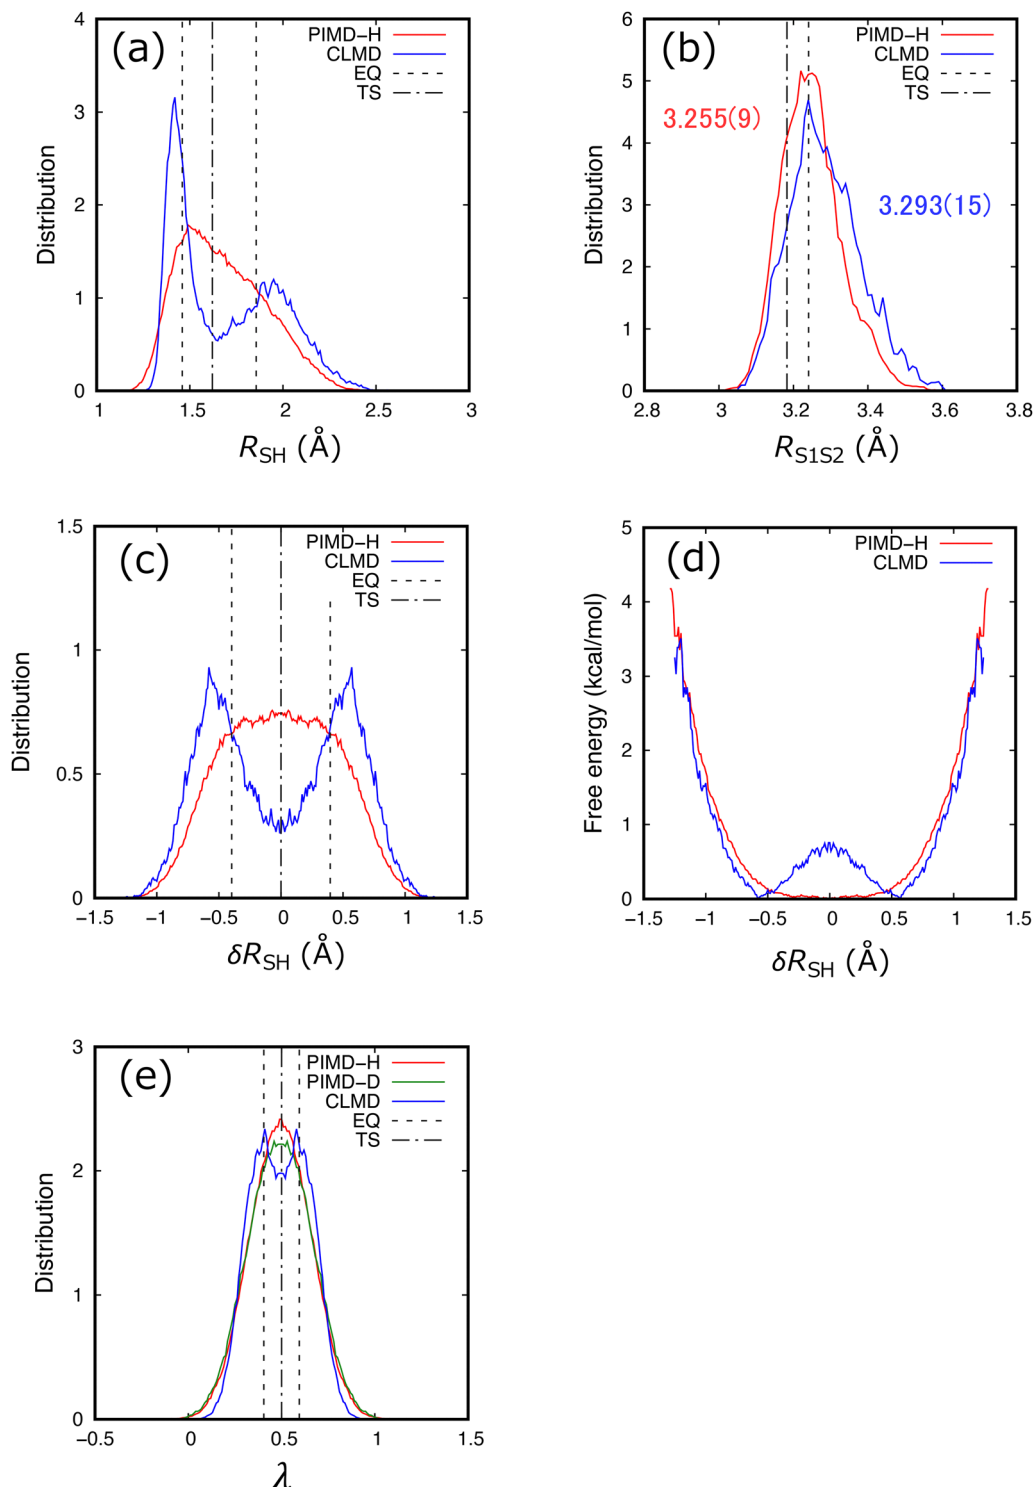 (a)
PIMD-H
CLMD
EQ
TS
4
3
2
1
0
Distribution
1
1.5
2
2.5
3
RSH (Å)
(b)
PIMD-H
CLMD
EQ
TS
3.255(9)
3.293(15)
6
5
4
3
2
1
0
Distribution
2.8
3
3.2
3.4
3.6
3.8
RS1S2 (Å)
(c)
PIMD-H
CLMD
EQ
TS
1.5
1
0.5
0
Distribution
−1.5
−1
−0.5
0
0.5
1
1.5
δRSH (Å)
(d)
PIMD-H
CLMD
5
4
3
2
1
0
Free energy (kcal/mol)
−1.5
−1
−0.5
0
0.5
1
1.5
δRSH (Å)
(e)
PIMD-H
PIMD-D
CLMD
EQ
TS
3
2
1
0
Distribution
−0.5
0
0.5
1
1.5
λ